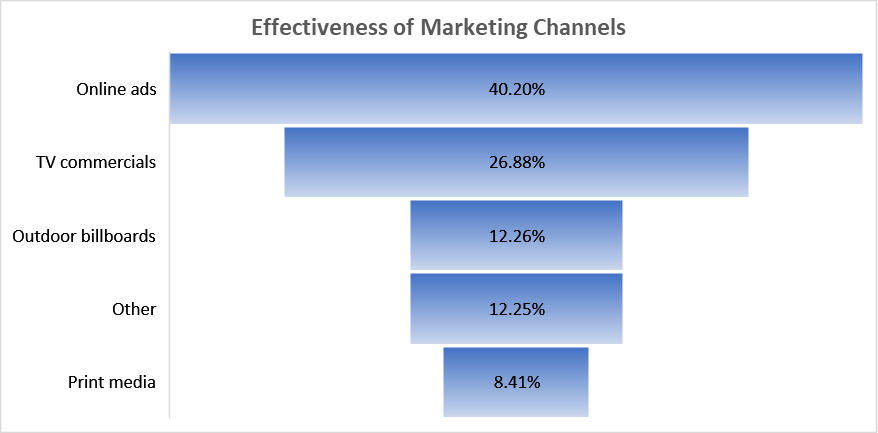 Effectiveness of Marketing Channels
Online ads 40.20%
TV commercials 26.88%
Outdoor billboards 12.26%
Other 12.25%
Print media 8.41%